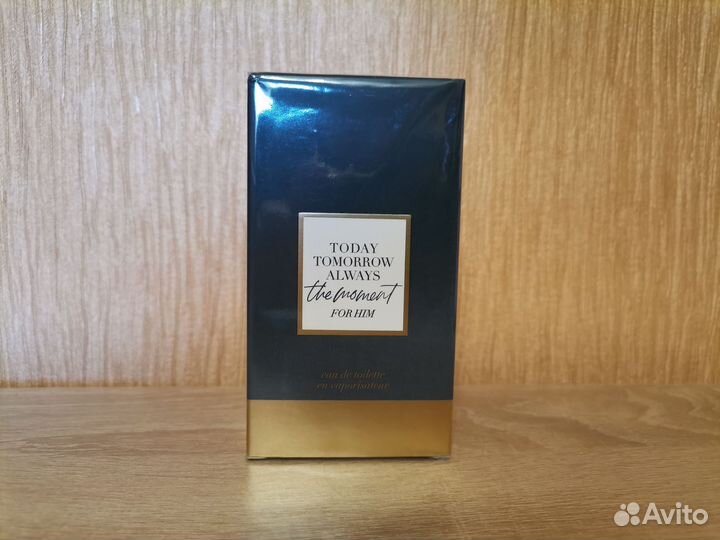 TODAY
TOMORROW
ALWAYS
the moment
FOR HIM
eau de toilette
en vaporisateur
Avito